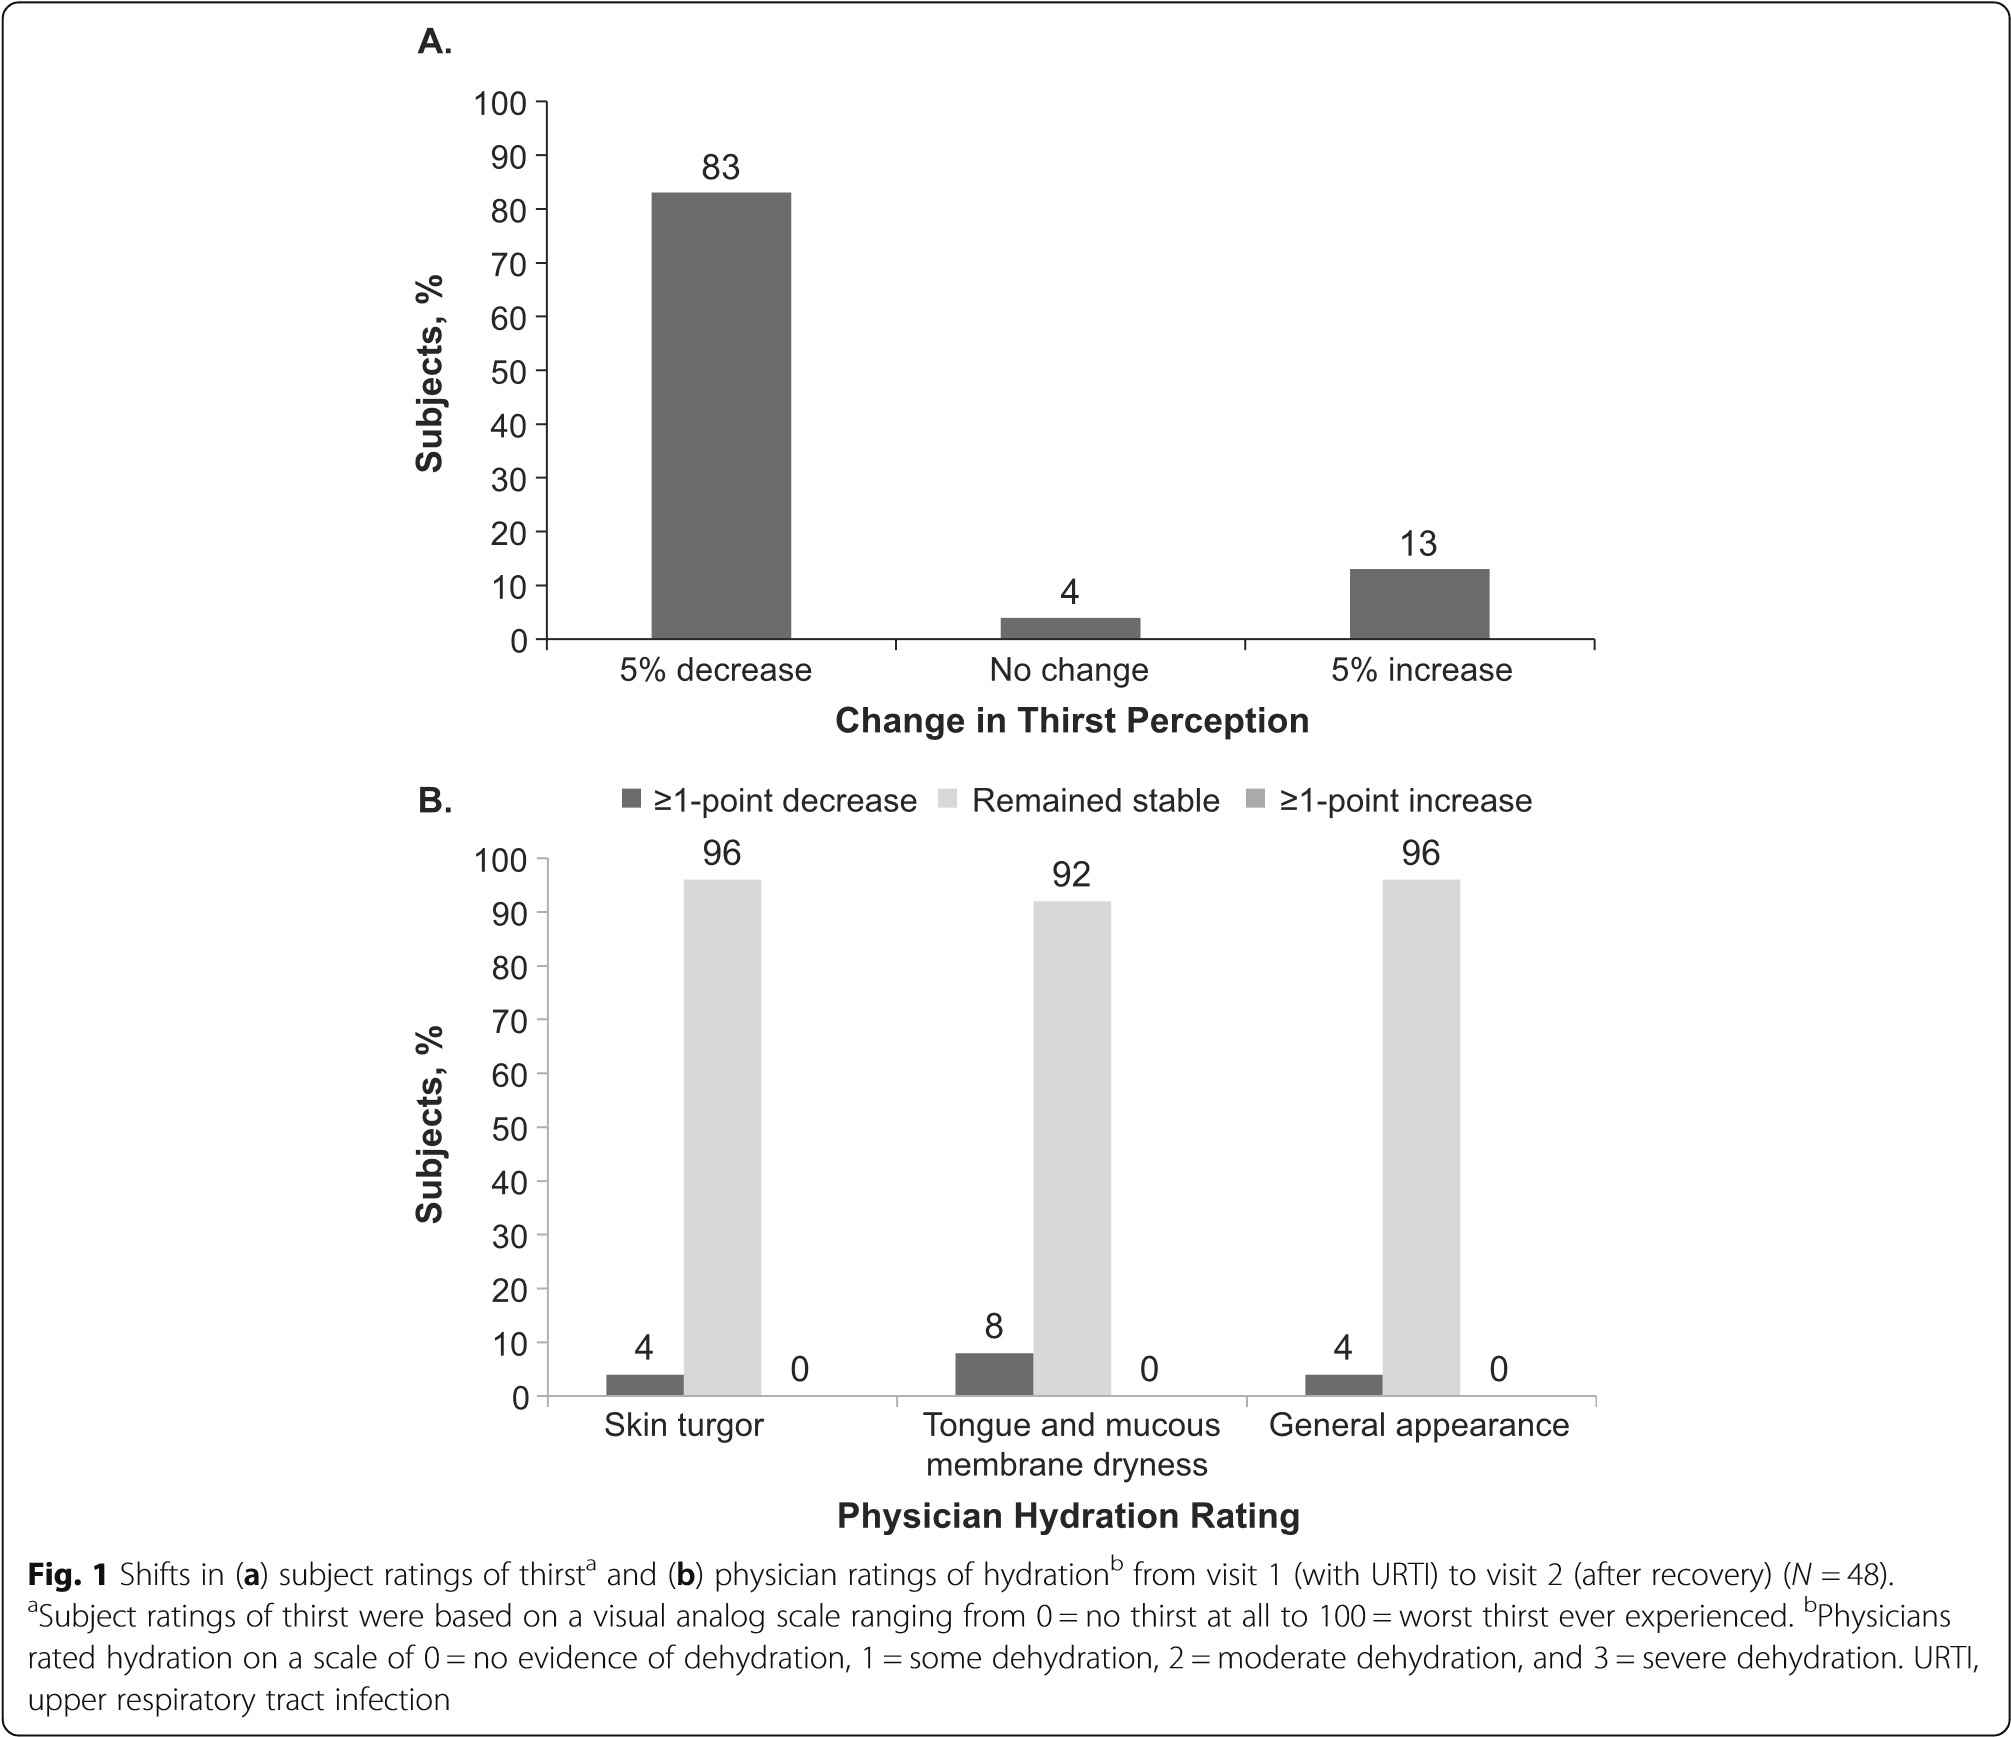 A.
100
90
80
70
60
50
40
30
20
10
0
Subjects, %
83
4
13
5% decrease
No change
5% increase
Change in Thirst Perception
B.
≥1-point decrease
Remained stable
≥1-point increase
100
90
80
70
60
50
40
30
20
10
0
Subjects, %
4
96
0
8
92
0
4
96
0
Skin turgor
Tongue and mucous
membrane dryness
General appearance
Physician Hydration Rating
Fig. 1 Shifts in (a) subject ratings of thirstᵃ and (b) physician ratings of hydrationᵇ from visit 1 (with URTI) to visit 2 (after recovery) (N = 48).
ᵃSubject ratings of thirst were based on a visual analog scale ranging from 0 = no thirst at all to 100 = worst thirst ever experienced. ᵇPhysicians
rated hydration on a scale of 0 = no evidence of dehydration, 1 = some dehydration, 2 = moderate dehydration, and 3 = severe dehydration. URTI,
upper respiratory tract infection